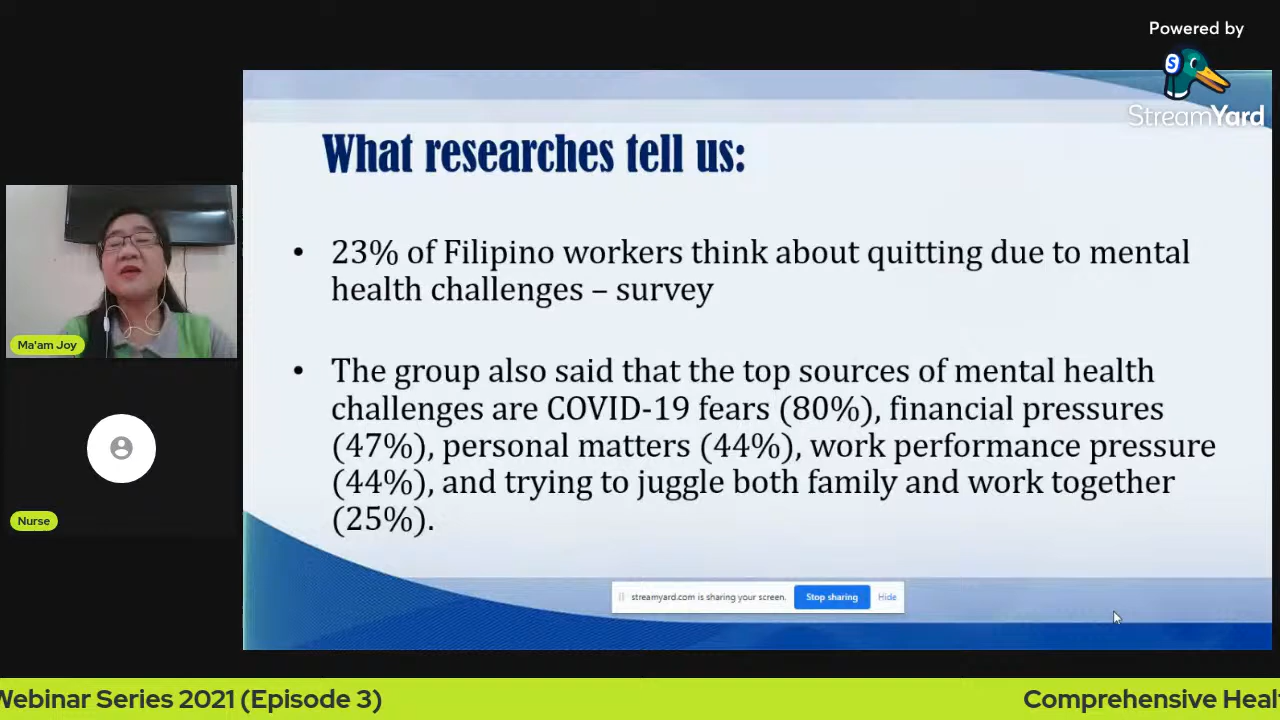 Powered by
StreamYard
What researches tell us:
• 23% of Filipino workers think about quitting due to mental
health challenges – survey
• The group also said that the top sources of mental health
challenges are COVID-19 fears (80%), financial pressures
(47%), personal matters (44%), work performance pressure
(44%), and trying to juggle both family and work together
(25%).
Ma'am Joy
Nurse
streamyard.com is sharing your screen. Stop sharing Hide
Webinar Series 2021 (Episode 3) Comprehensive Heal